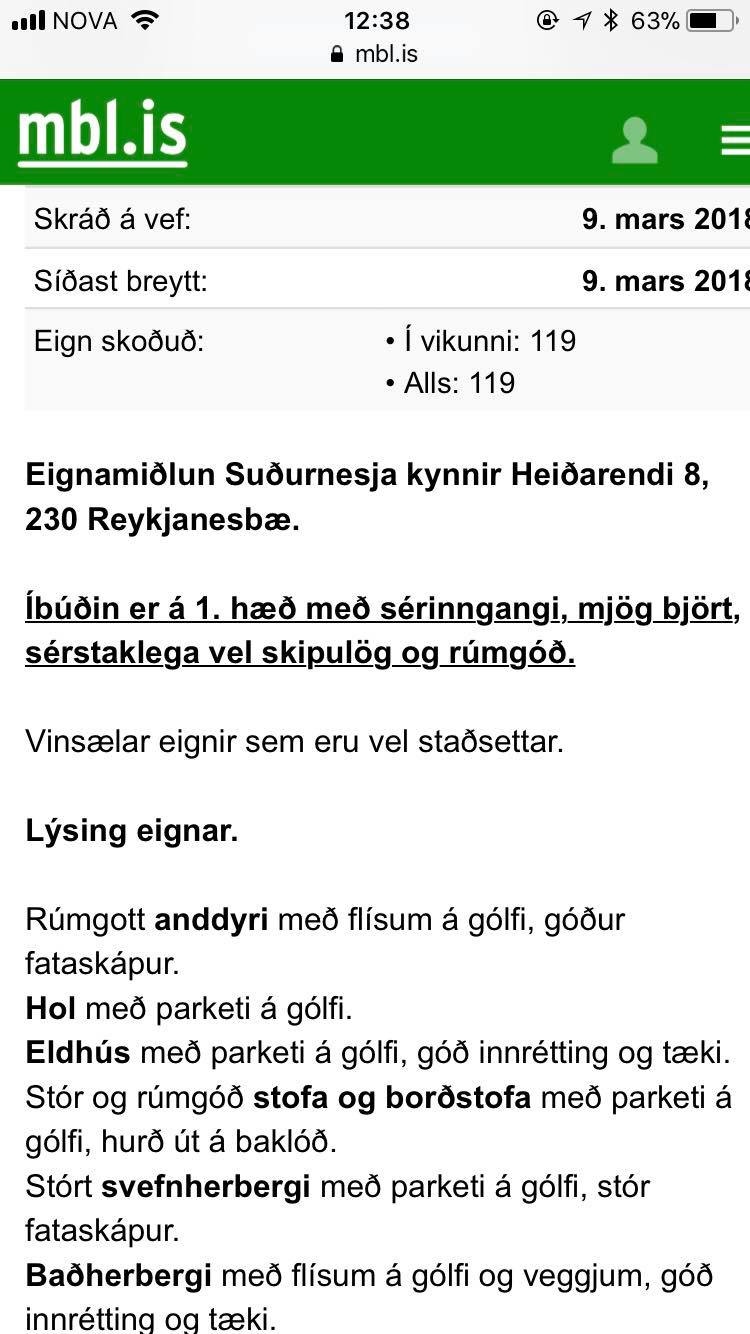 NOVA 12:38 63%
mbl.is
mbl.is
Skráð á vef: 9. mars 2018
Síðast breytt: 9. mars 2018
Eign skoðuð: • Í vikunni: 119
• Alls: 119
Eignamiðlun Suðurnesja kynnir Heiðarendi 8,
230 Reykjanesbæ.
Íbúðin er á 1. hæð með sérinngangi, mjög björt,
sérstaklega vel skipulög og rúmgóð.
Vinsælar eignir sem eru vel staðsettar.
Lýsing eignar.
Rúmgott anddyri með flísum á gólfi, góður
fataskápur.
Hol með parketi á gólfi.
Eldhús með parketi á gólfi, góð innrétting og tæki.
Stór og rúmgóð stofa og borðstofa með parketi á
gólfi, hurð út á baklóð.
Stórt svefnherbergi með parketi á gólfi, stór
fataskápur.
Baðherbergi með flísum á gólfi og veggjum, góð
innrétting og tæki.